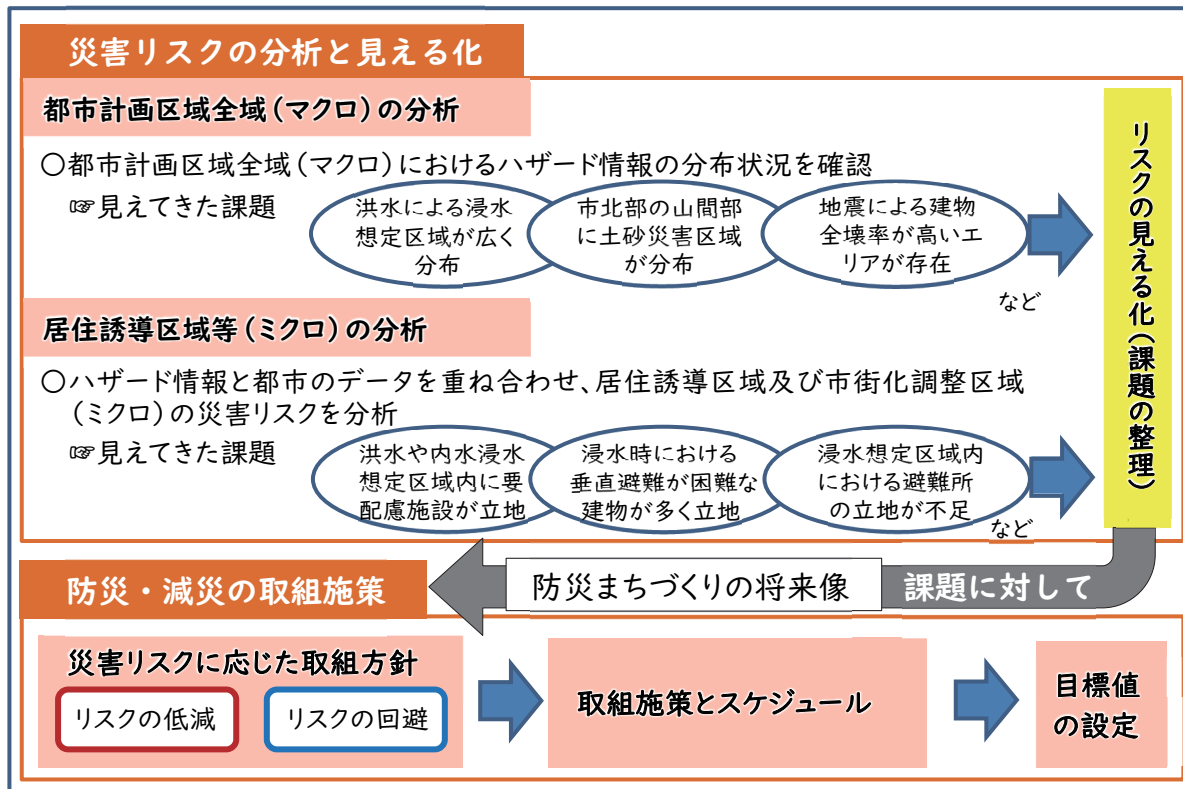 災害リスクの分析と見える化
都市計画区域全域(マクロ)の分析
○都市計画区域全域(マクロ)におけるハザード情報の分布状況を確認
☞見えてきた課題
洪水による浸水
想定区域が広く
分布
市北部の山間部
に土砂災害区域
が分布
地震による建物
全壊率が高いエ
リアが存在
など
居住誘導区域等(ミクロ)の分析
○ハザード情報と都市のデータを重ね合わせ、居住誘導区域及び市街化調整区域
(ミクロ)の災害リスクを分析
☞見えてきた課題
洪水や内水浸水
想定区域内に要
配慮施設が立地
浸水時における
垂直避難が困難な
建物が多く立地
浸水想定区域内
における避難所
の立地が不足
など
リスクの見える化(課題の整理)
課題に対して
防災まちづくりの将来像
防災・減災の取組施策
災害リスクに応じた取組方針
リスクの低減
リスクの回避
取組施策とスケジュール
目標値
の設定